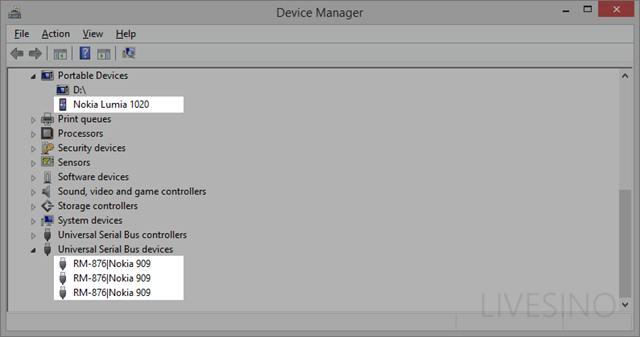 Device Manager
File Action View Help
Portable Devices
D:\
Nokia Lumia 1020
Print queues
Processors
Security devices
Sensors
Software devices
Sound, video and game controllers
Storage controllers
System devices
Universal Serial Bus controllers
Universal Serial Bus devices
RM-876|Nokia 909
RM-876|Nokia 909
RM-876|Nokia 909
LIVESINO